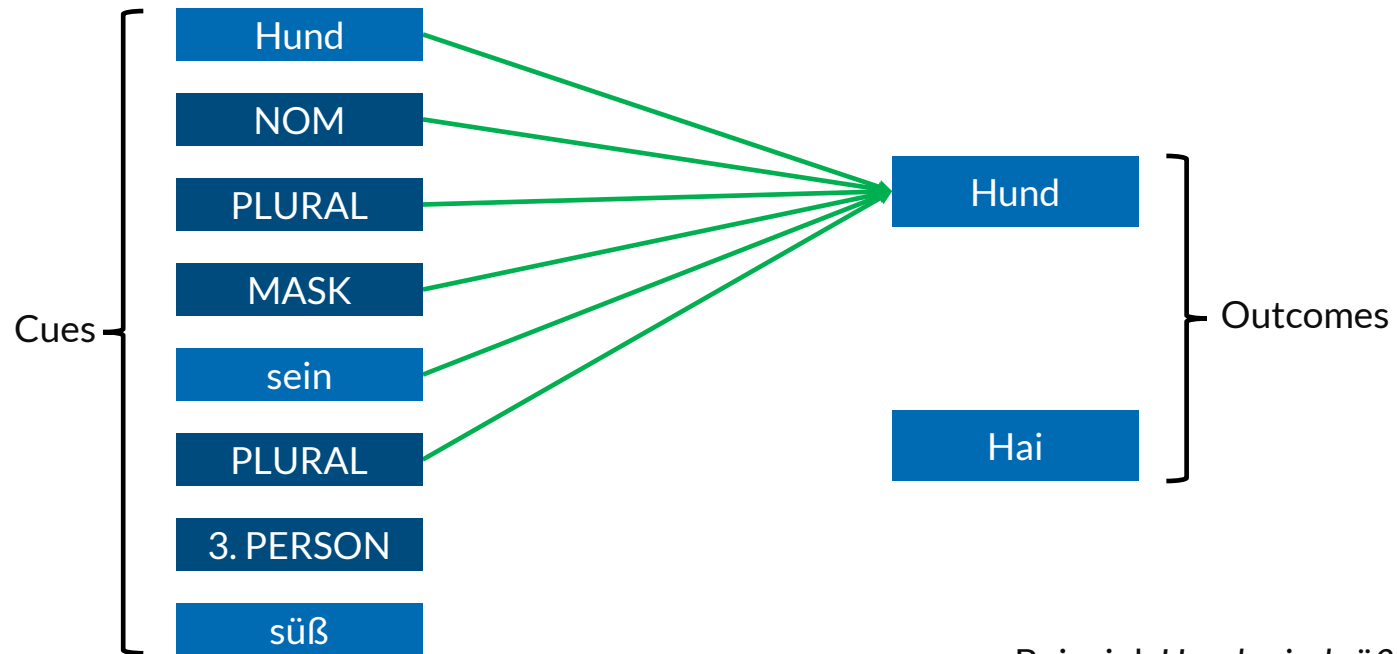 Hund
NOM
PLURAL
MASK
sein
PLURAL
3. PERSON
süß
Cues
Hund
Hai
Outcomes